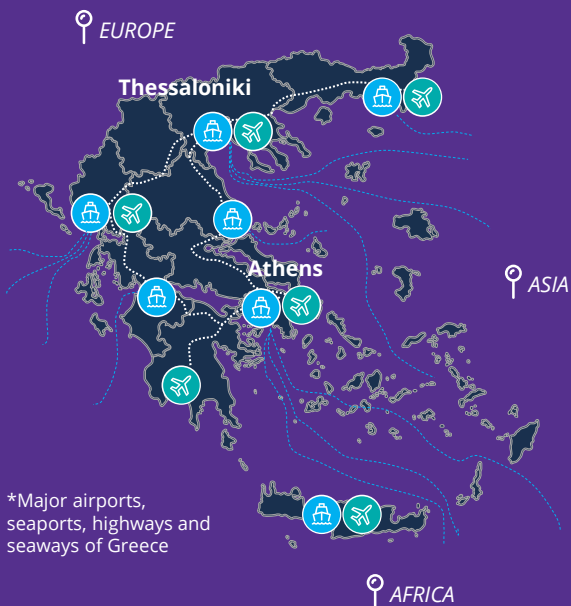 EUROPE
Thessaloniki
Athens
ASIA
*Major airports,
seaports, highways and
seaways of Greece
AFRICA